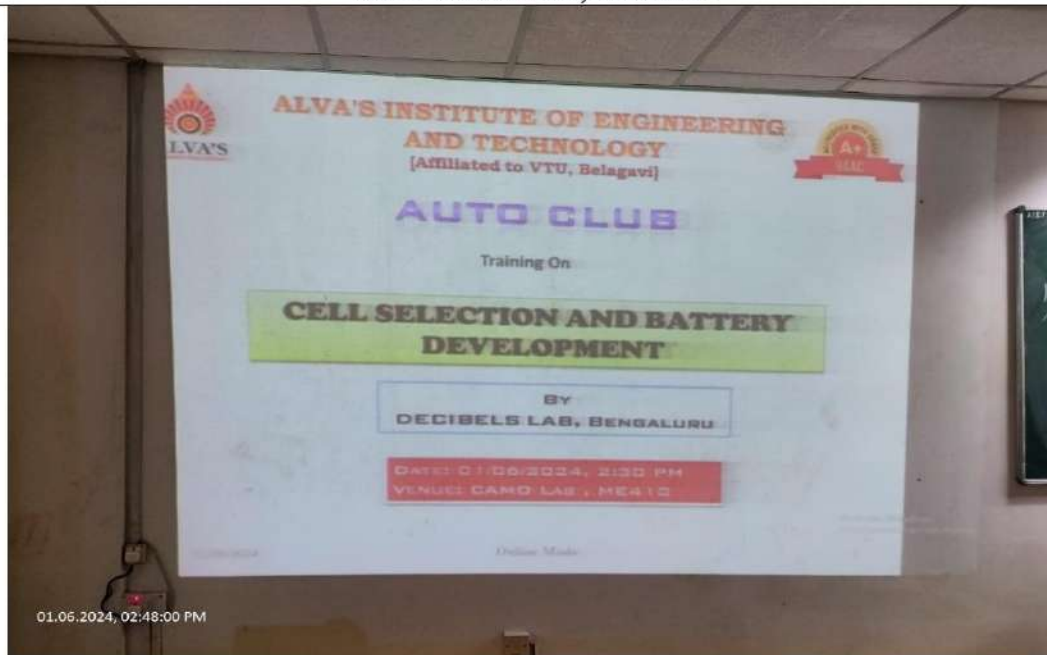 ALVA'S INSTITUTE OF ENGINEERING
AND TECHNOLOGY
[Affiliated to VTU, Belagavi]
LVA'S
A+
AUTO CLUB
Training On
CELL SELECTION AND BATTERY
DEVELOPMENT
BY
DECIBELS LAB, BENGALURU
DATE: 01/06/2024, 2:30 PM
VENUE: CAMD LAB , ME410
Online Mode
01.06.2024, 02:48:00 PM